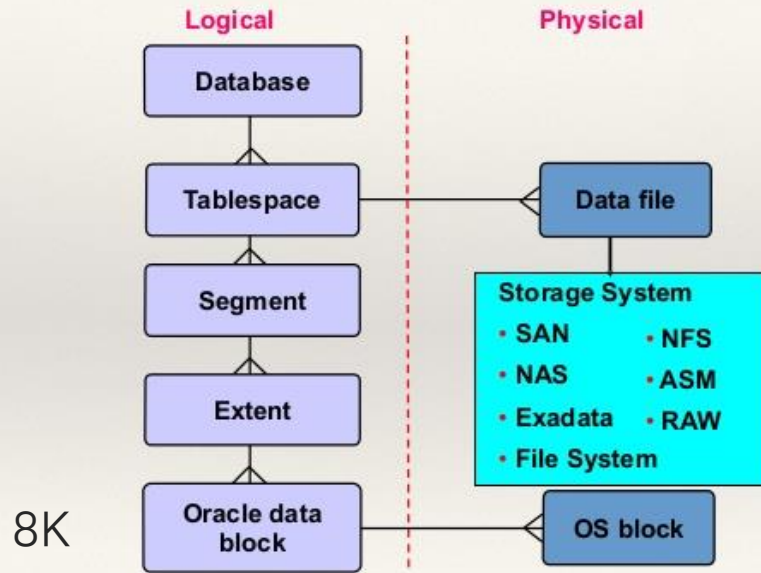 Logical
Physical
Database
Tablespace
Data file
Segment
Storage System
• SAN
• NFS
• NAS
• ASM
Extent
• Exadata
• RAW
• File System
8K
Oracle data
block
OS block